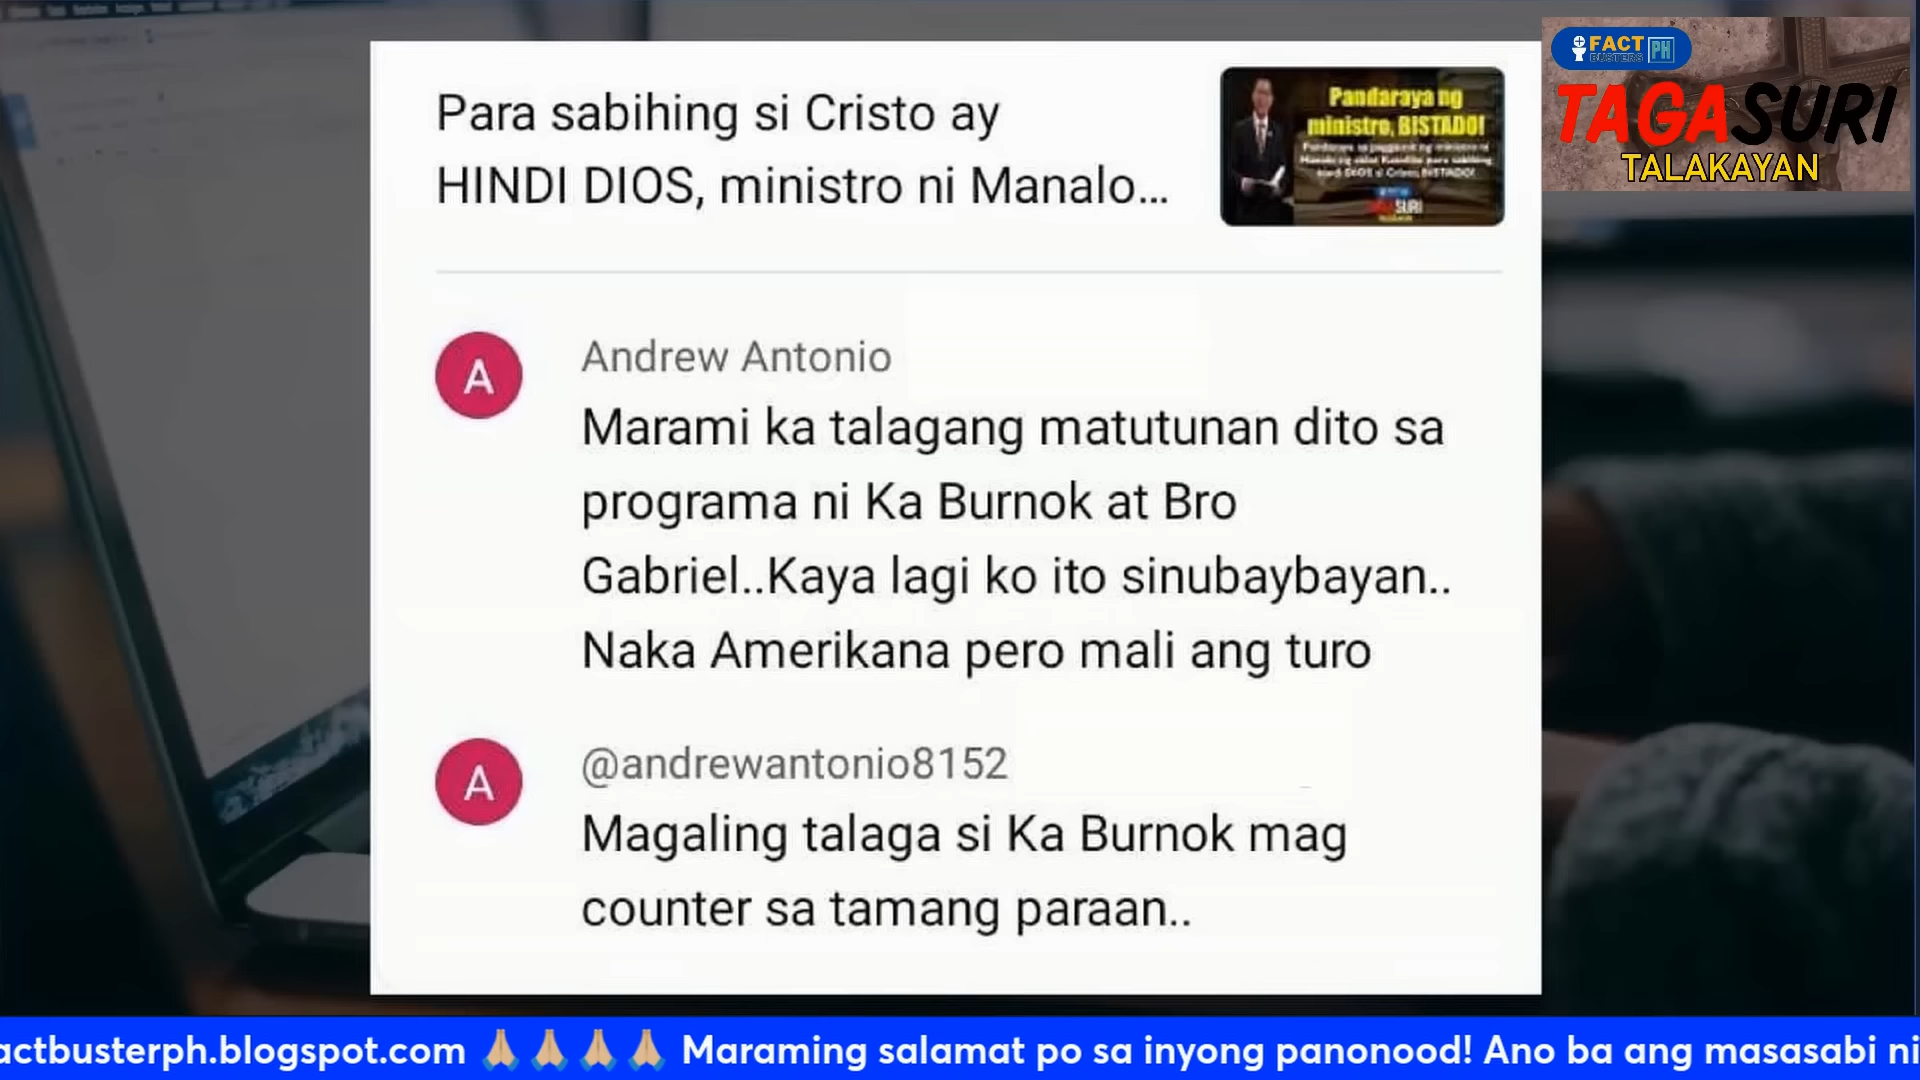 FACT
BUSTERS PH
TAGASURI
TALAKAYAN
Para sabihing si Cristo ay
HINDI DIOS, ministro ni Manalo...
Pandaraya ng
ministro, BISTADO!
SURI
Andrew Antonio
Marami ka talagang matutunan dito sa
programa ni Ka Burnok at Bro
Gabriel..Kaya lagi ko ito sinubaybayan..
Naka Amerikana pero mali ang turo
@andrewantonio8152
Magaling talaga si Ka Burnok mag
counter sa tamang paraan..
A
A
actbusterph.blogspot.com 🙏🏼 🙏🏼 🙏🏼 🙏🏼 Maraming salamat po sa inyong panonood! Ano ba ang masasabi ni